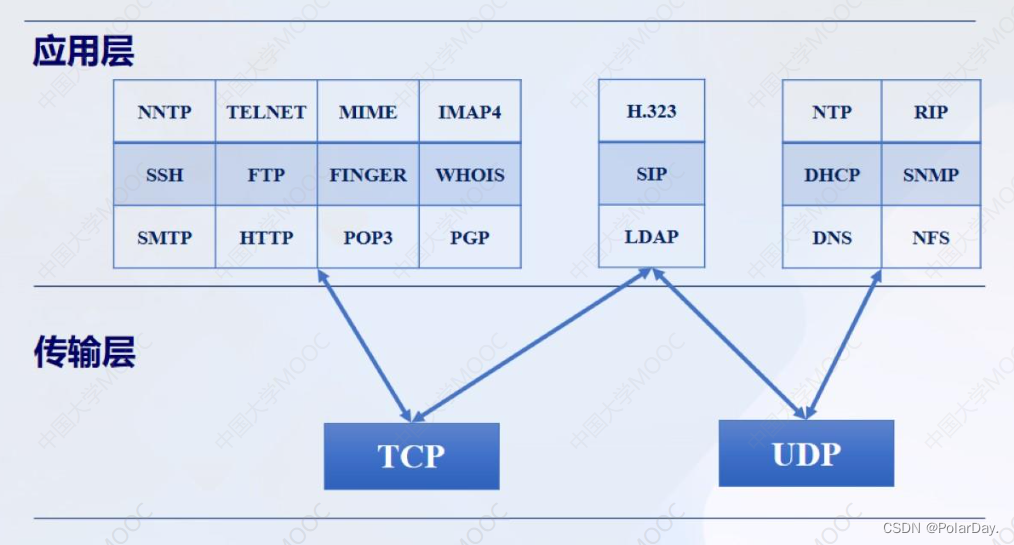 应用层
NNTP TELNET MIME IMAP4
SSH FTP FINGER WHOIS
SMTP HTTP POP3 PGP
H.323
SIP
LDAP
NTP RIP
DHCP SNMP
DNS NFS
传输层
TCP
UDP
中国大学MOOC
CSDN @PolarDay.